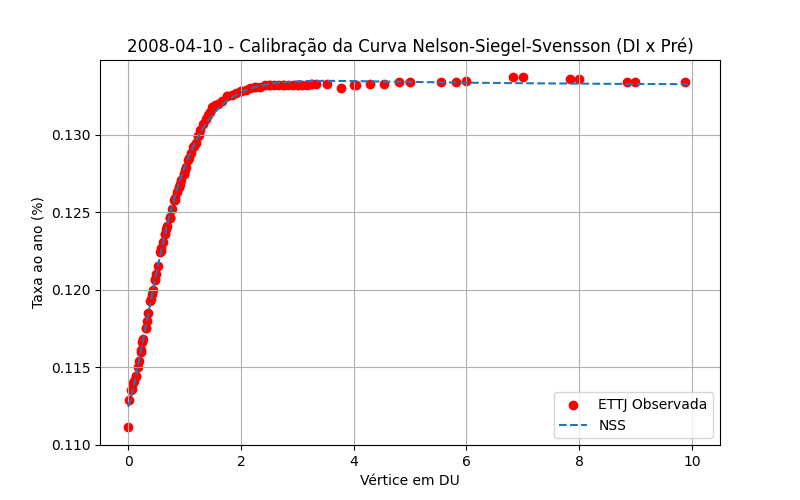 2008-04-10 - Calibração da Curva Nelson-Siegel-Svensson (DI x Pré)
Taxa ao ano (%)
0.130
0.125
0.120
0.115
0.110
ETTJ Observada
NSS
0
2
4
6
8
10
Vértice em DU